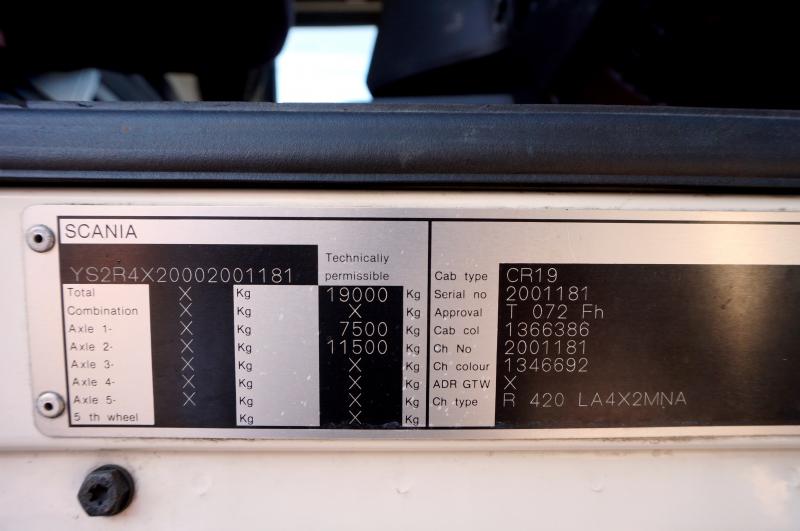 SCANIA
YS2R4X20002001181
Technically
permissible
Total X Kg 19000 Kg
Combination X Kg X Kg
Axle 1- X Kg 7500 Kg
Axle 2- X Kg 11500 Kg
Axle 3- X Kg X Kg
Axle 4- X Kg X Kg
Axle 5- X Kg X Kg
5 th wheel Kg X Kg
Cab type CR19
Serial no 2001181
Approval T 072 Fh
Cab col 1366386
Ch No 2001181
Ch colour 1346692
ADR GTW X
Ch type R 420 LA4X2MNA